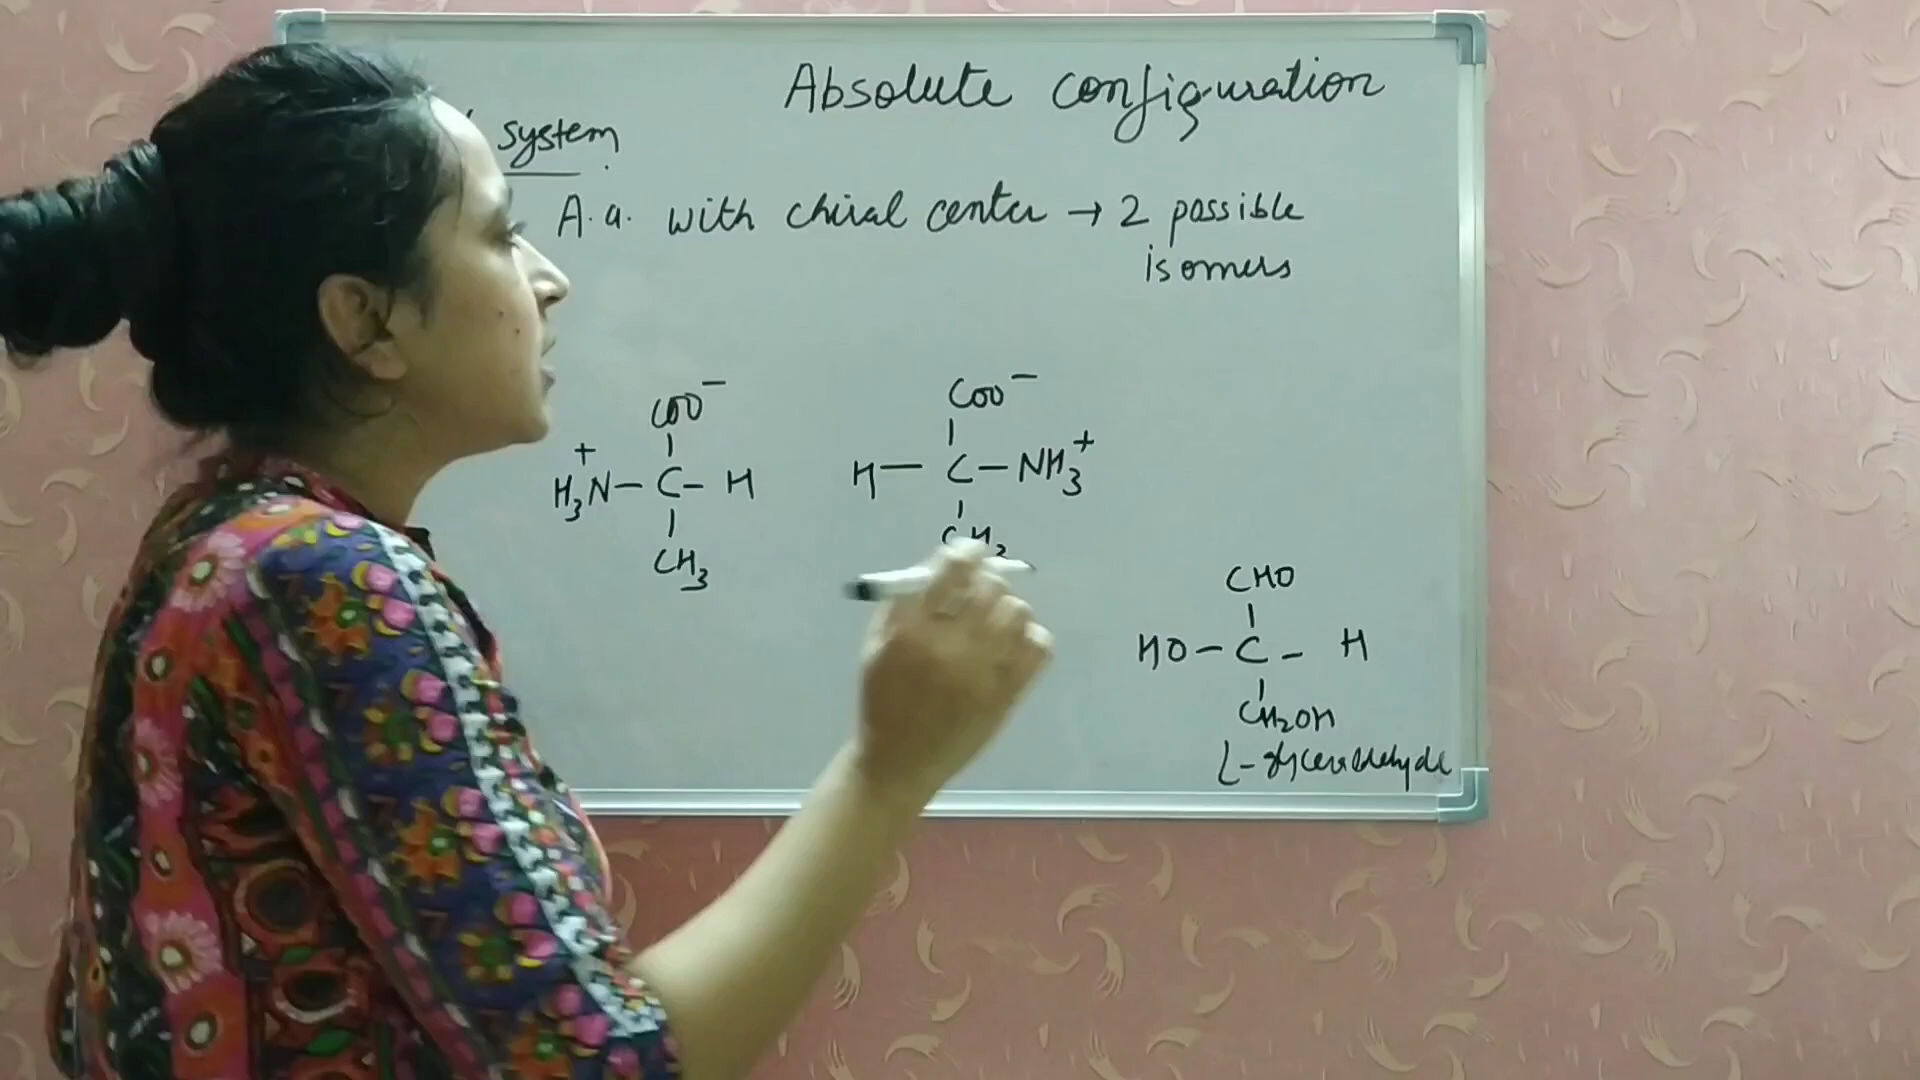 Absolute configuration
system
A.a. with chiral center → 2 possible
isomers
COO⁻
H₃N⁺ – C – H
CH₃
COO⁻
H – C – NH₃⁺
CH₃
CHO
HO – C – H
CH₂OH
L-glyceraldehyde